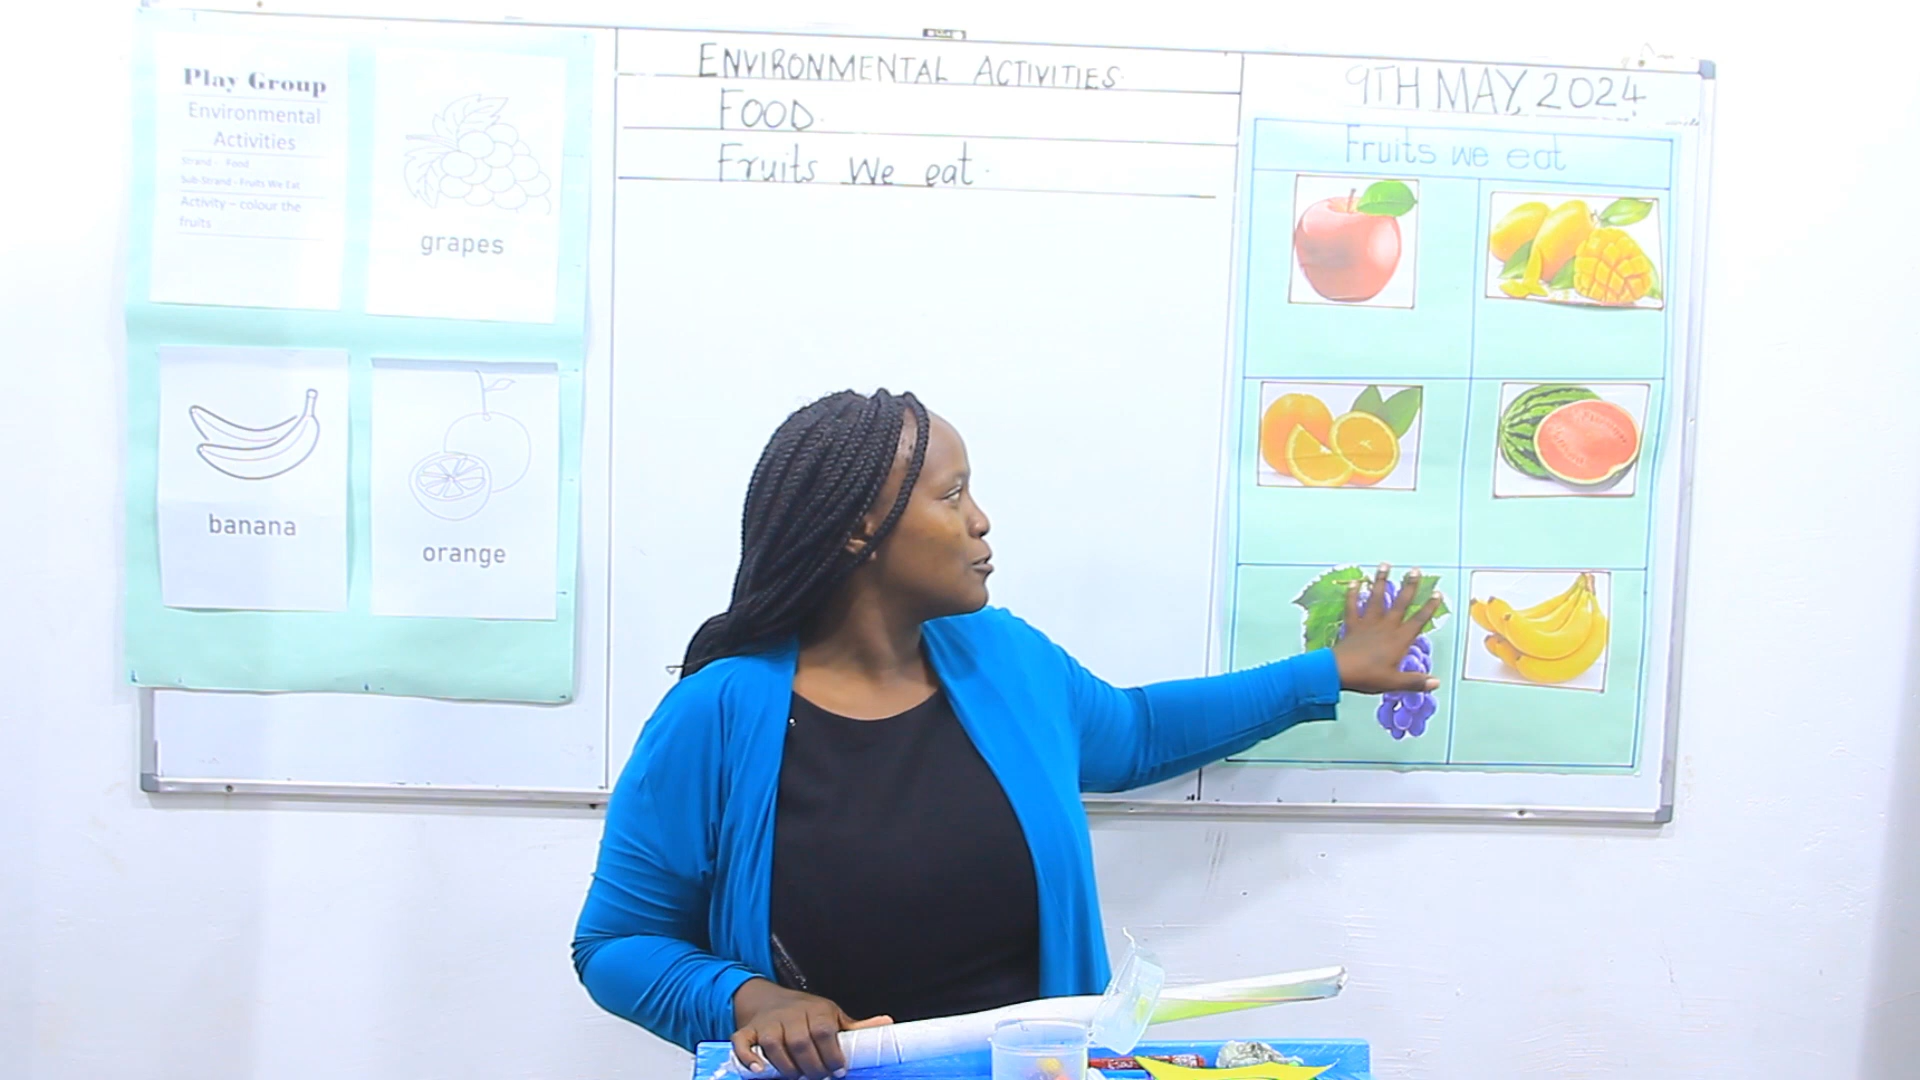 Play Group
Environmental
Activities
Strand - Food
Sub-Strand - Fruits We Eat
Activity – colour the
fruits
grapes
banana
orange
ENVIRONMENTAL ACTIVITIES.
FOOD.
Fruits We eat.
9TH MAY, 2024
Fruits we eat